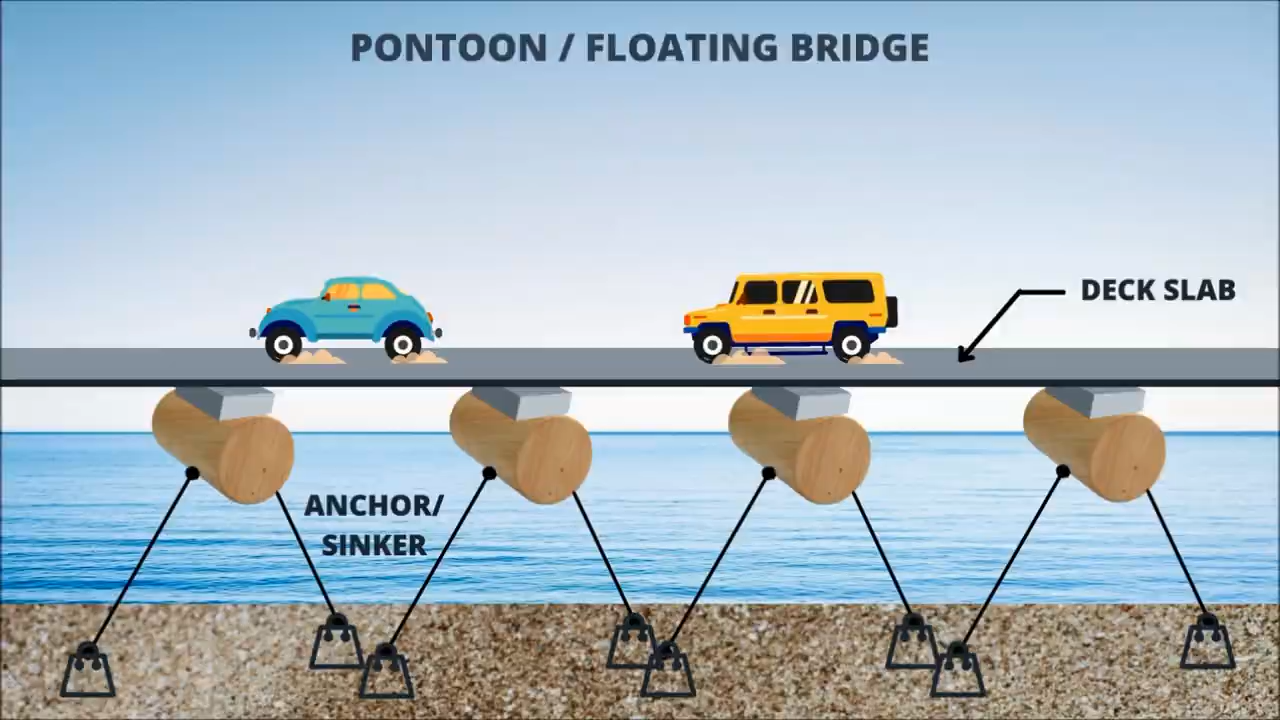 PONTOON / FLOATING BRIDGE
DECK SLAB
ANCHOR/
SINKER